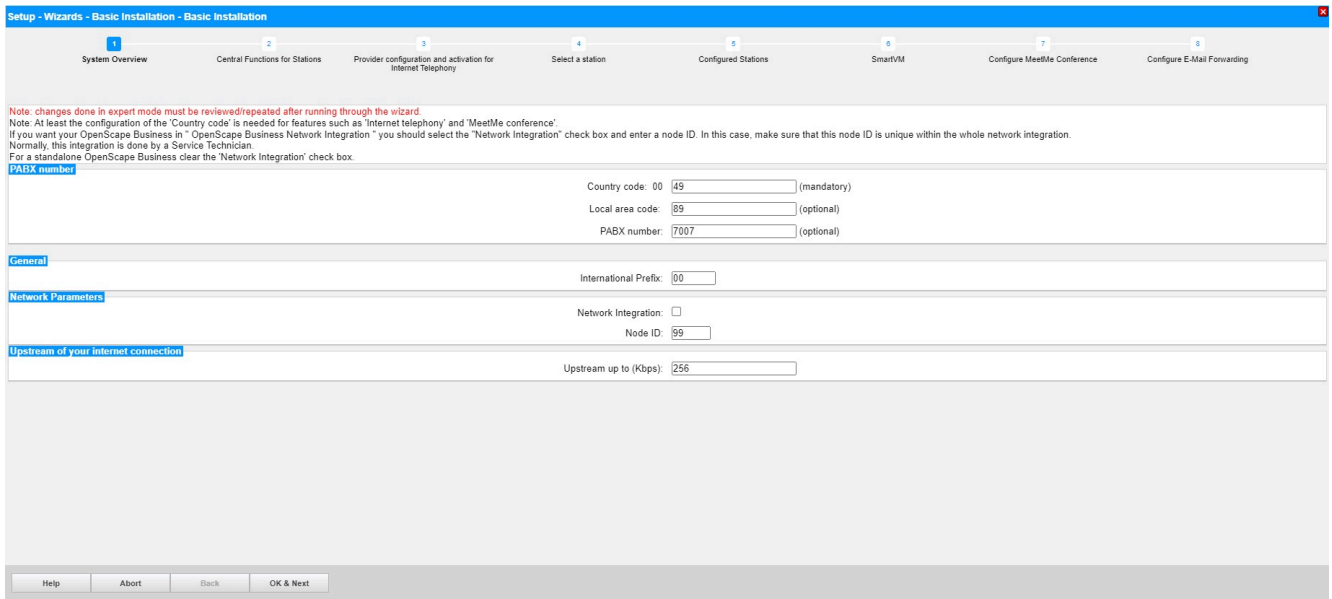 Setup - Wizards - Basic Installation - Basic Installation
1
System Overview
2
Central Functions for Stations
3
Provider configuration and activation for
Internet Telephony
4
Select a station
5
Configured Stations
6
SmartVM
7
Configure MeetMe Conference
8
Configure E-Mail Forwarding
Note: changes done in expert mode must be reviewed/repeated after running through the wizard.
Note: At least the configuration of the 'Country code' is needed for features such as 'Internet telephony' and 'MeetMe conference'.
If you want your OpenScape Business in " OpenScape Business Network Integration " you should select the "Network Integration" check box and enter a node ID. In this case, make sure that this node ID is unique within the whole network integration.
Normally, this integration is done by a Service Technician.
For a standalone OpenScape Business clear the 'Network Integration' check box.
PABX number
Country code: 00 49 (mandatory)
Local area code: 89 (optional)
PABX number: 7007 (optional)
General
International Prefix: 00
Network Parameters
Network Integration:
Node ID: 99
Upstream of your internet connection
Upstream up to (Kbps): 256
Help Abort Back OK & Next